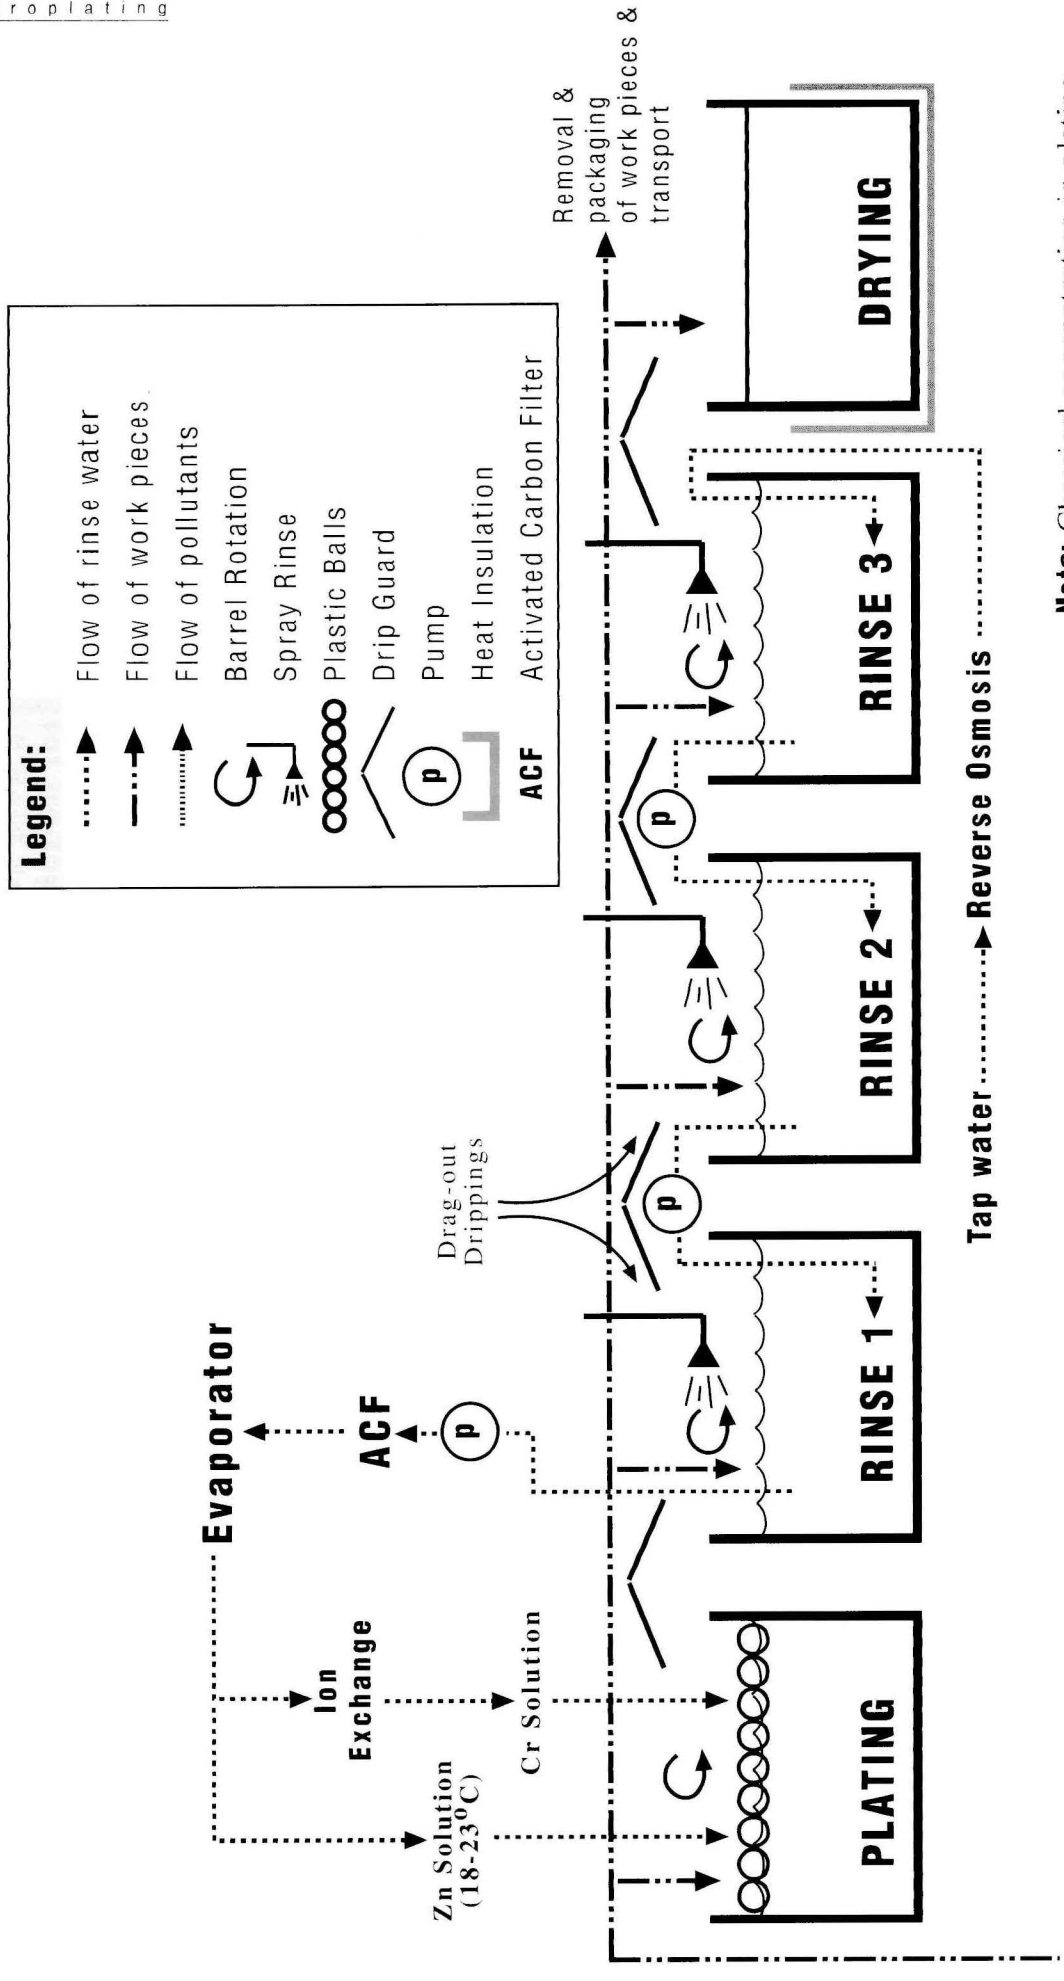 roplating
Legend:
Flow of rinse water
Flow of work pieces
Flow of pollutants
Barrel Rotation
Spray Rinse
Plastic Balls
Drip Guard
p
Pump
Heat Insulation
ACF
Activated Carbon Filter
Evaporator
ACF
p
Ion
Exchange
Zn Solution
(18-23⁰C)
Cr Solution
Drag-out
Drippings
Removal &
packaging
of work pieces &
transport
p
p
PLATING
RINSE 1
RINSE 2
RINSE 3
DRYING
Tap water
Reverse Osmosis